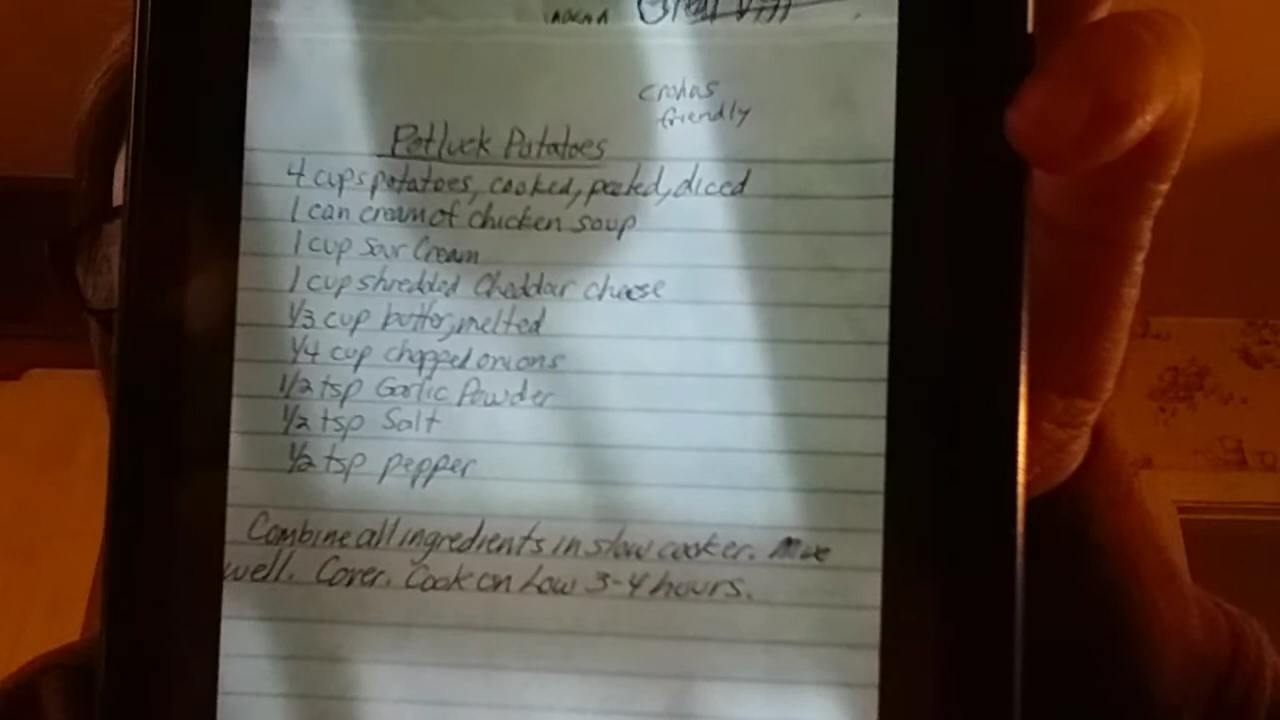 crohns
friendly
Potluck Potatoes
4 cups potatoes, cooked, peeled, diced
1 can cream of chicken soup
1 cup Sour Cream
1 cup shredded Cheddar cheese
1/3 cup butter, melted
1/4 cup chopped onions
1/2 tsp Garlic Powder
1/2 tsp Salt
1/2 tsp pepper
Combine all ingredients in slow cooker.
well. Cover. Cook on Low 3-4 hours.